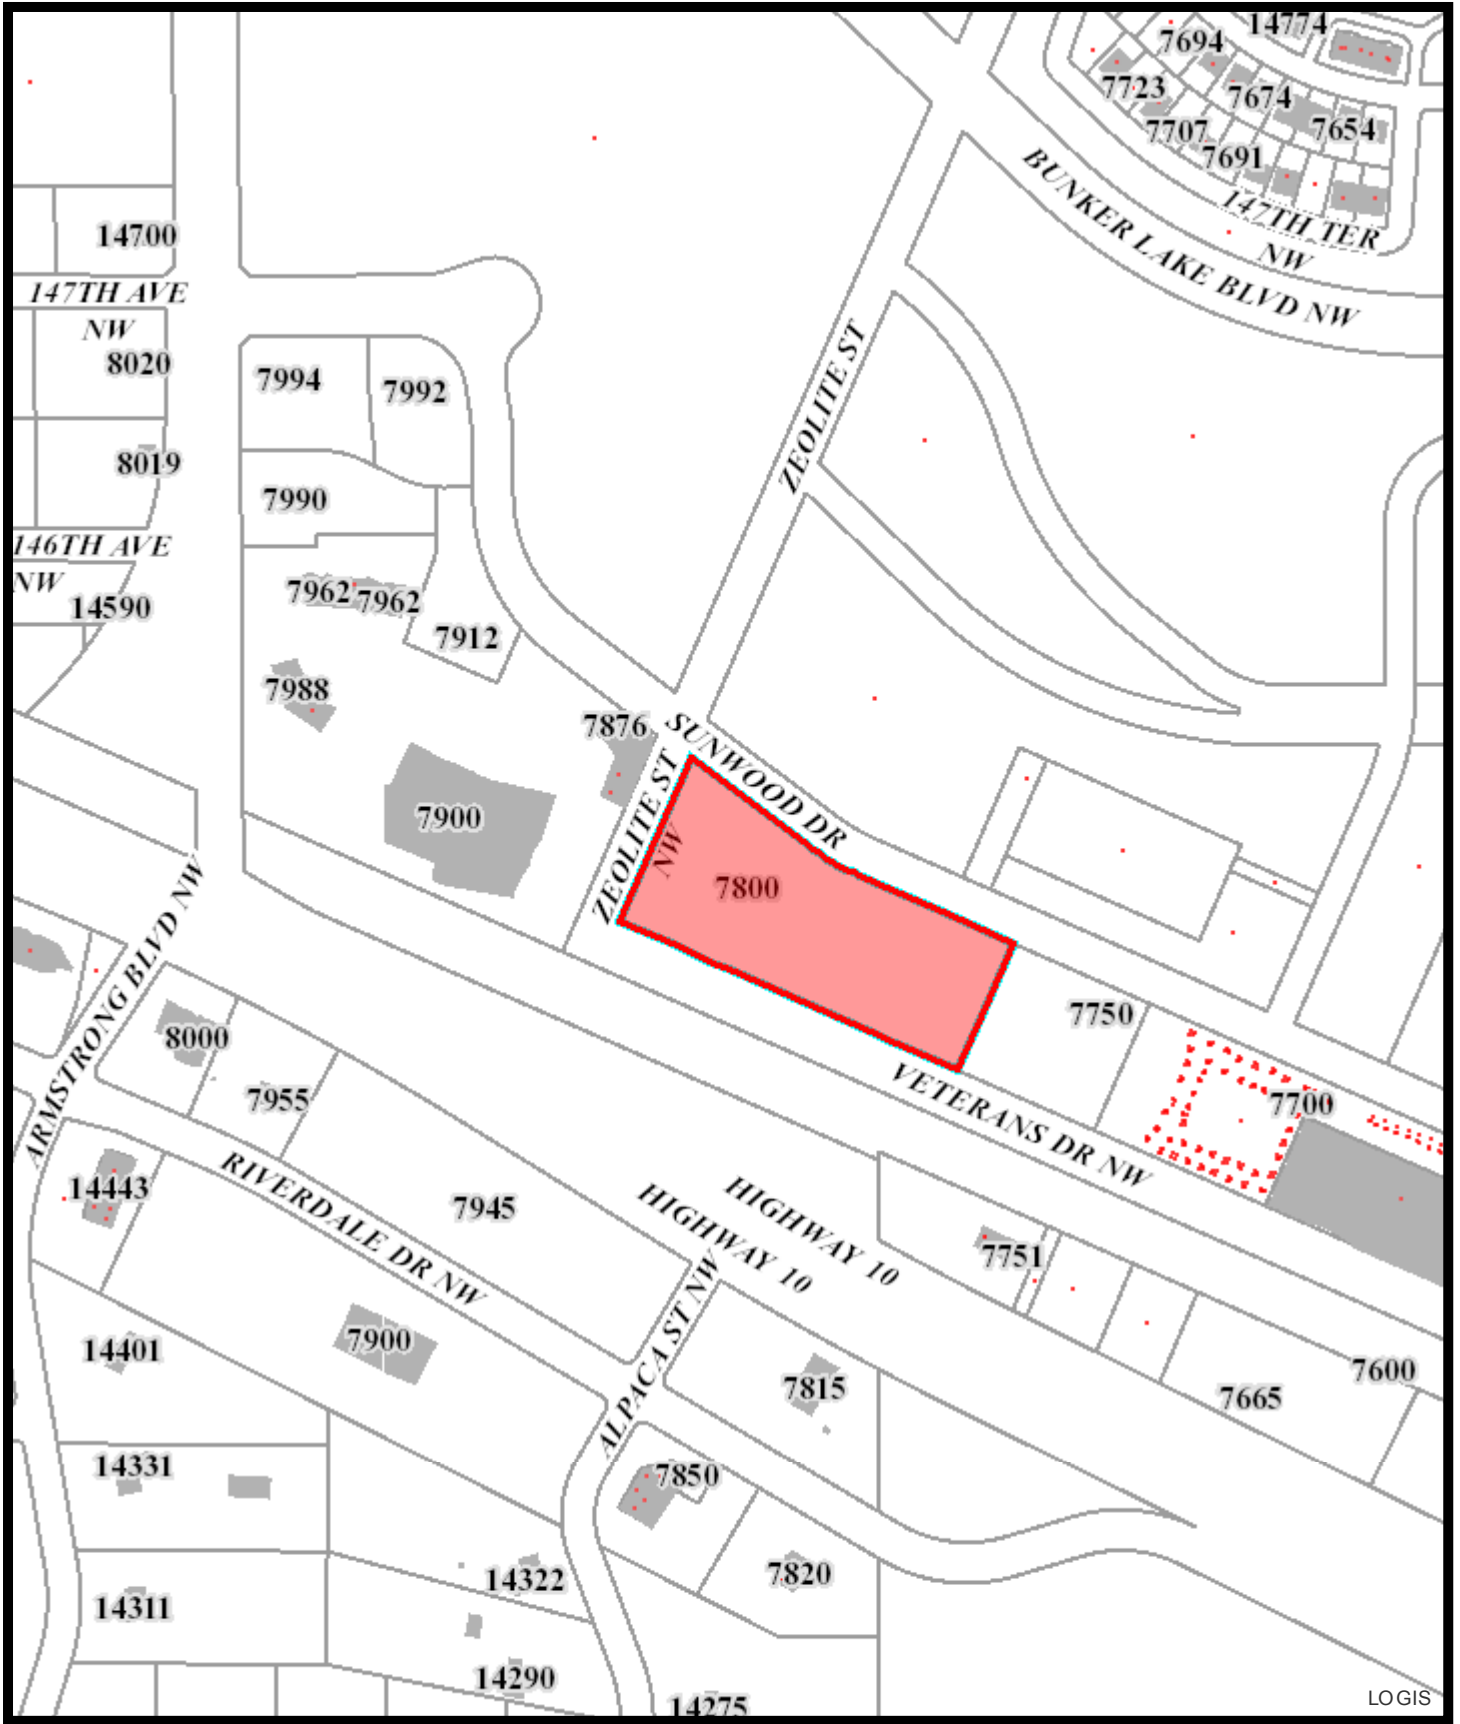 14774
7694
7723
7674
7707
7654
7691
BUNKER LAKE BLVD NW
147TH TER
NW
14700
147TH AVE
NW
8020
7994
7992
ZEOLITE ST
8019
7990
146TH AVE
NW
14590
7962
7962
7912
7988
7876
SUNWOOD DR
7900
ZEOLITE ST
NW
7800
ARMSTRONG BLVD NW
8000
7750
7955
VETERANS DR NW
7700
14443
RIVERDALE DR NW
7945
HIGHWAY 10
HIGHWAY 10
7751
ALPACA ST NW
14401
7900
7815
7600
7665
14331
7850
14322
7820
14311
14290
14275
LOGIS